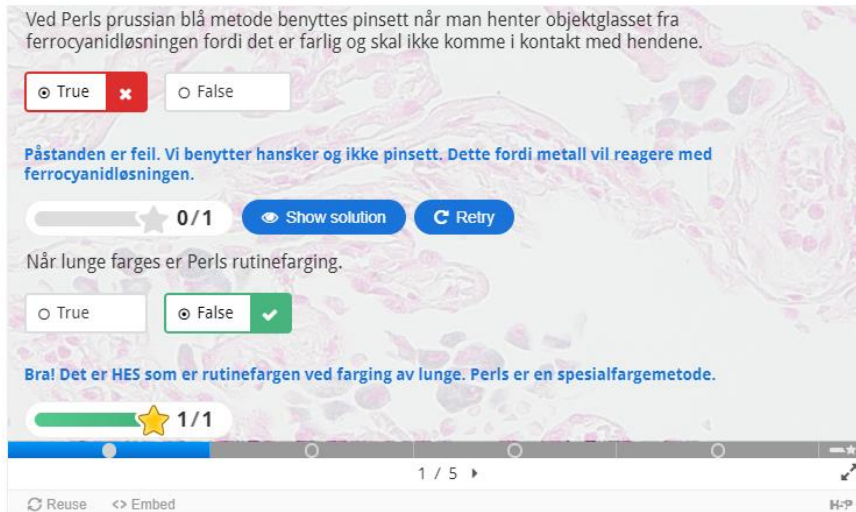 Ved Perls prussian blå metode benyttes pinsett når man henter objektglasset fra
ferrocyanidløsningen fordi det er farlig og skal ikke komme i kontakt med hendene.
True
False
Påstanden er feil. Vi benytter hansker og ikke pinsett. Dette fordi metall vil reagere med
ferrocyanidløsningen.
0/1
Show solution
Retry
Når lunge farges er Perls rutinefarging.
True
False
Bra! Det er HES som er rutinefargen ved farging av lunge. Perls er en spesialfargemetode.
1/1
1 / 5
Reuse
<> Embed
H-P